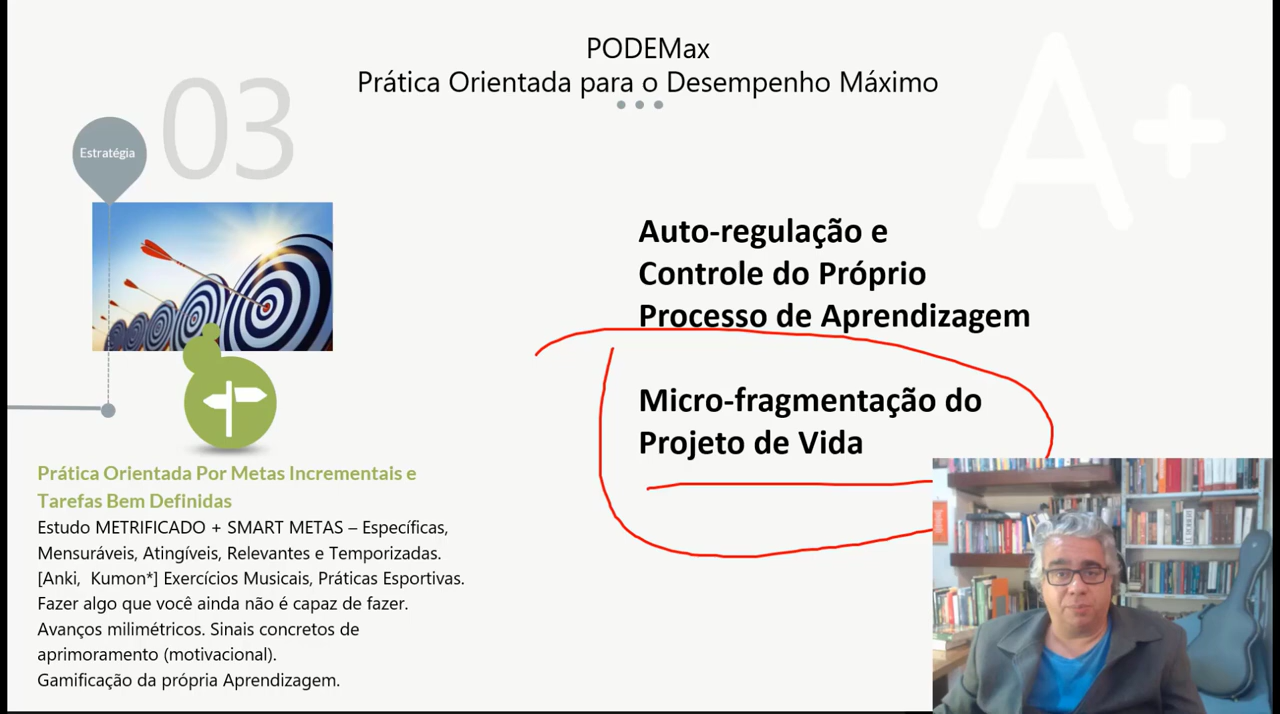 PODEMax
Prática Orientada para o Desempenho Máximo
A+
03
Estratégia
Auto-regulação e
Controle do Próprio
Processo de Aprendizagem
Micro-fragmentação do
Projeto de Vida
Prática Orientada Por Metas Incrementais e
Tarefas Bem Definidas
Estudo METRIFICADO + SMART METAS – Específicas,
Mensuráveis, Atingíveis, Relevantes e Temporizadas.
[Anki,  Kumon*] Exercícios Musicais, Práticas Esportivas.
Fazer algo que você ainda não é capaz de fazer.
Avanços milimétricos. Sinais concretos de
aprimoramento (motivacional).
Gamificação da própria Aprendizagem.